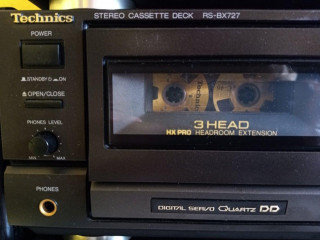 Technics STEREO CASSETTE DECK RS-BX727
POWER
STANDBY ON
OPEN/CLOSE
PHONES LEVEL
MIN MAX
3 HEAD
HX PRO HEADROOM EXTENSION
PHONES
DIGITAL SERVO QUARTZ DD